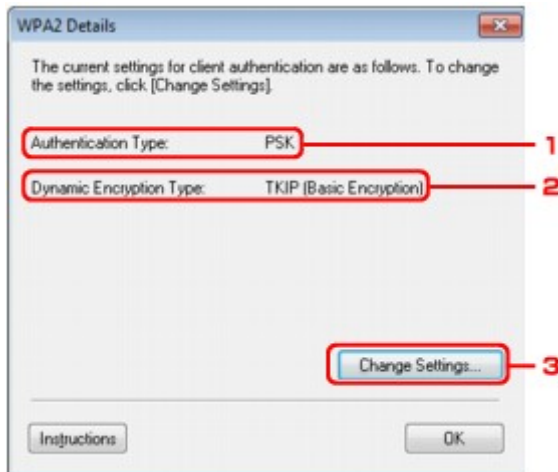 WPA2 Details
The current settings for client authentication are as follows. To change
the settings, click [Change Settings].
Authentication Type: PSK
1
Dynamic Encryption Type: TKIP (Basic Encryption)
2
Change Settings...
3
Instructions
OK